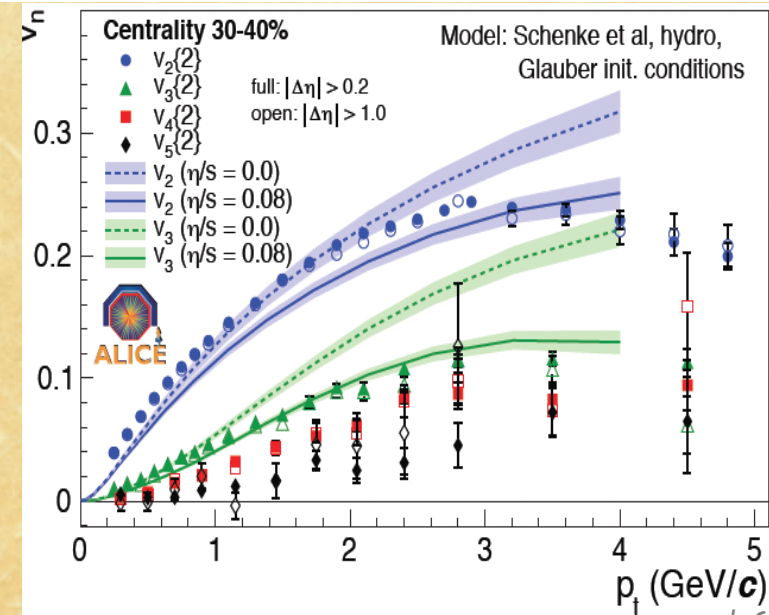 Centrality 30-40%
v₂{2}
v₃{2}
v₄{2}
v₅{2}
full: |Δη| > 0.2
open: |Δη| > 1.0
v₂ (η/s = 0.0)
v₂ (η/s = 0.08)
v₃ (η/s = 0.0)
v₃ (η/s = 0.08)
Model: Schenke et al, hydro,
Glauber init. conditions
ALICE
vₙ
0.3
0.2
0.1
0
0 1 2 3 4 5
pₜ (GeV/c)